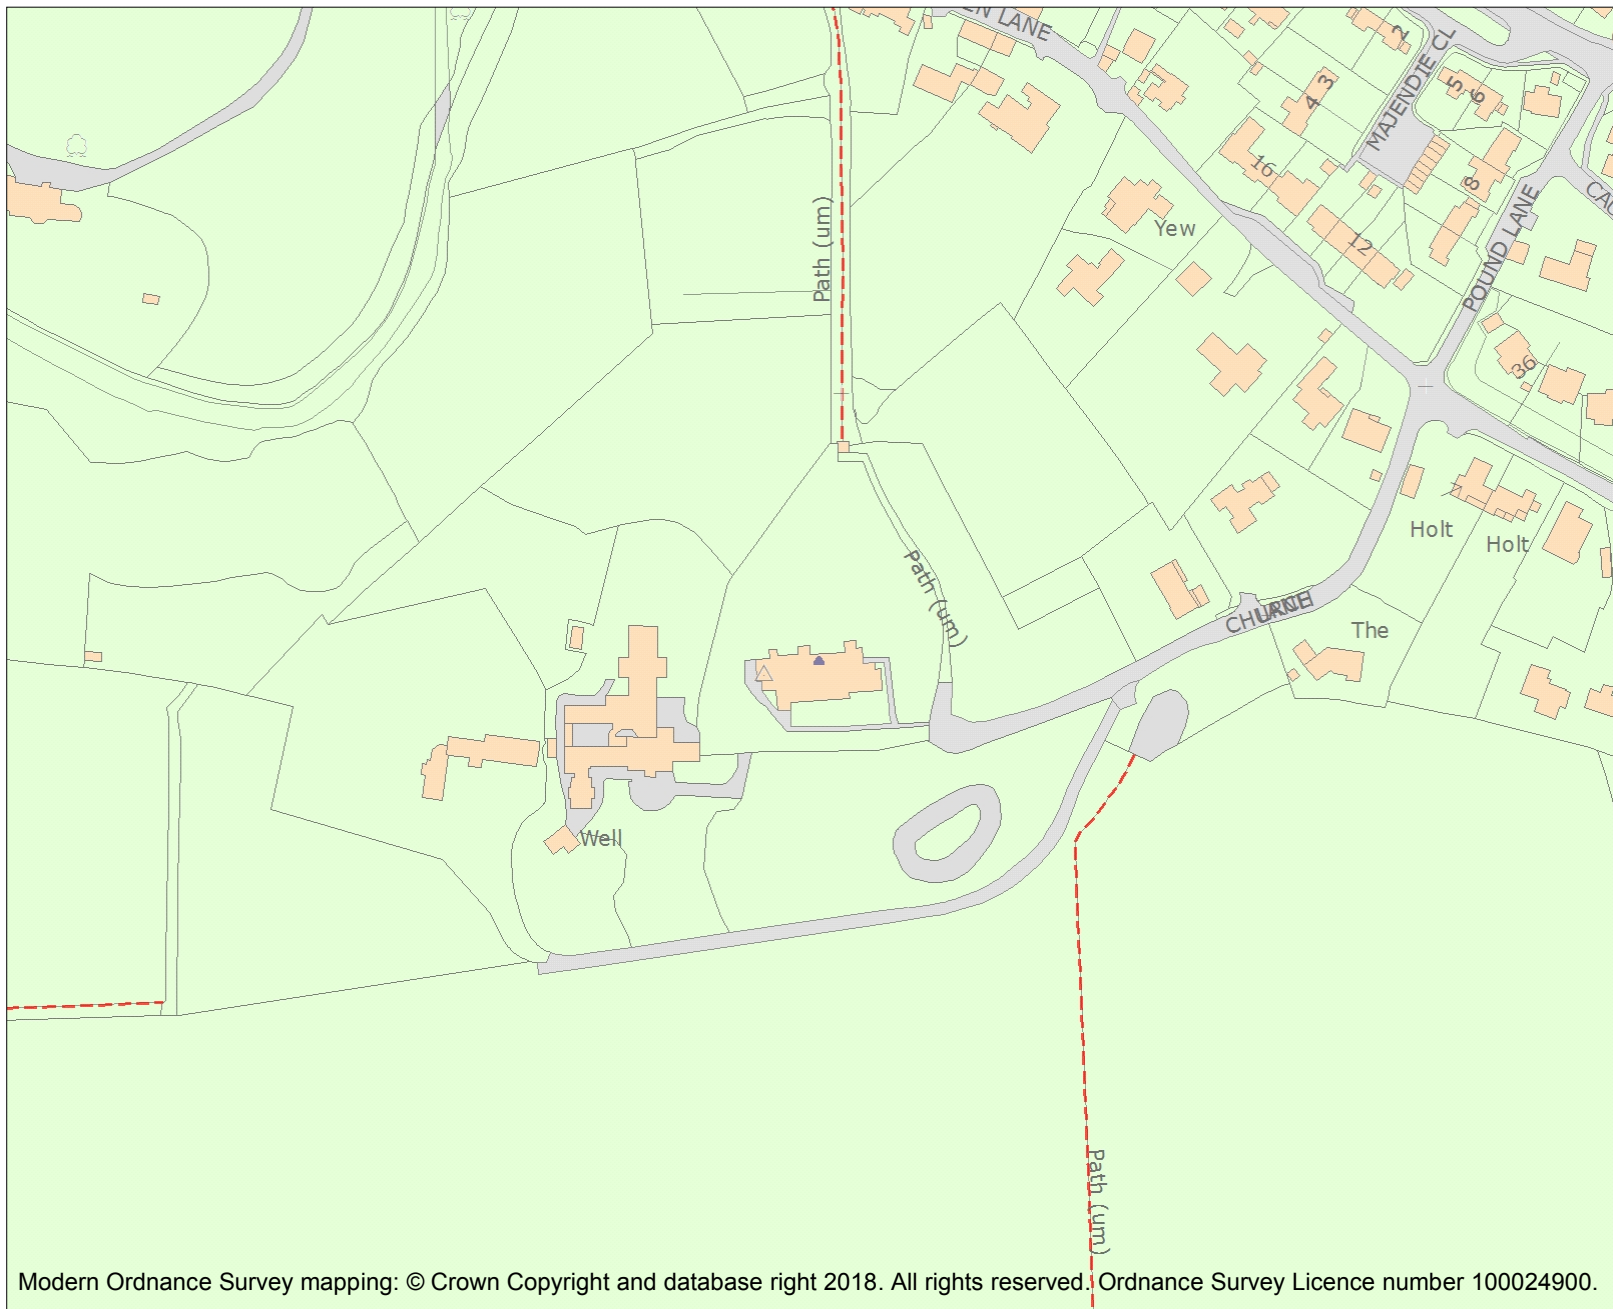 EN LANE
2
MAJENDIE CL
3
4
5
6
16
8
CAU
Path (um)
Yew
12
POUND LANE
36
7
Holt
Holt
Path (um)
CHURCH
LANE
The
Well
Path (um)
Modern Ordnance Survey mapping: © Crown Copyright and database right 2018. All rights reserved. Ordnance Survey Licence number 100024900.